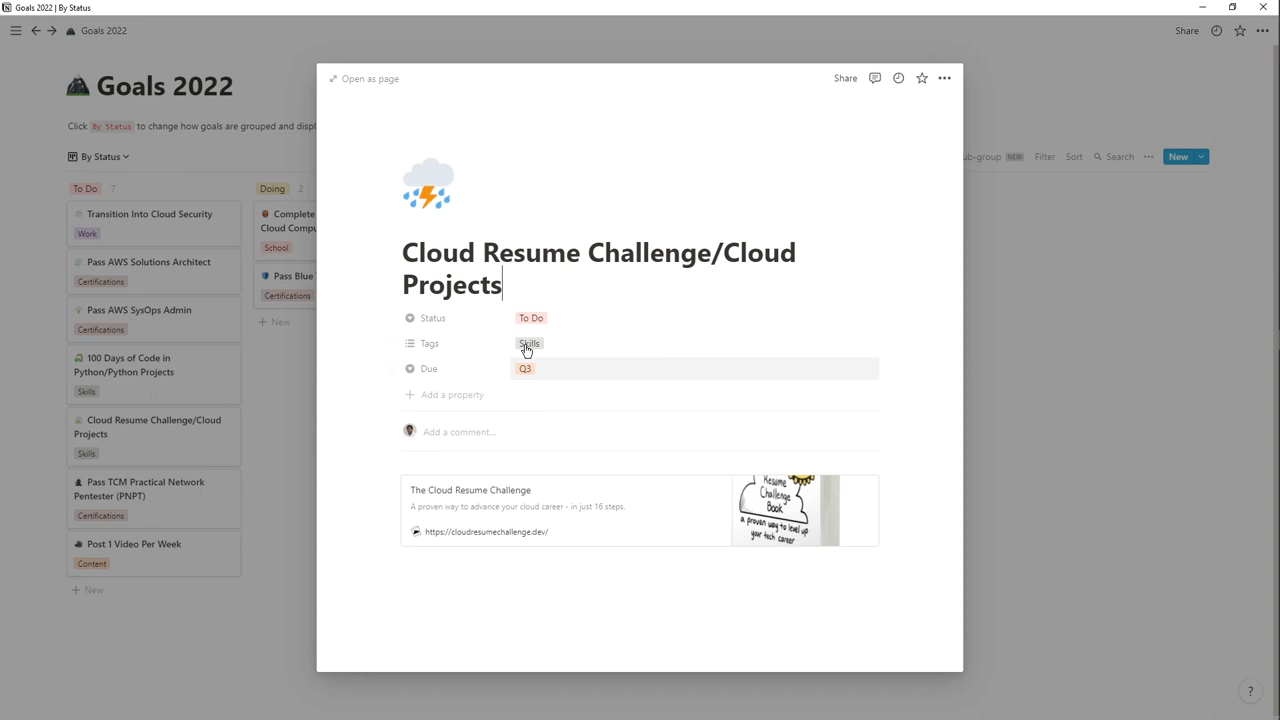 Goals 2022 | By Status
Goals 2022
Share
Goals 2022
Click By Status to change how goals are grouped and displ
By Status
ub-group NEW Filter Sort Search New
To Do 7
Transition Into Cloud Security
Work
Pass AWS Solutions Architect
Certifications
Pass AWS SysOps Admin
Certifications
100 Days of Code in
Python/Python Projects
Skills
Cloud Resume Challenge/Cloud
Projects
Skills
Pass TCM Practical Network
Pentester (PNPT)
Certifications
Post 1 Video Per Week
Content
+ New
Doing 2
Complete
Cloud Compu
School
Pass Blue T
Certifications
+ New
Open as page
Share
Cloud Resume Challenge/Cloud
Projects
Status To Do
Tags Skills
Due Q3
+ Add a property
Add a comment...
The Cloud Resume Challenge
A proven way to advance your cloud career - in just 16 steps.
https://cloudresumechallenge.dev/
Resume
Challenge
Book
a proven way to level up
your tech career
?